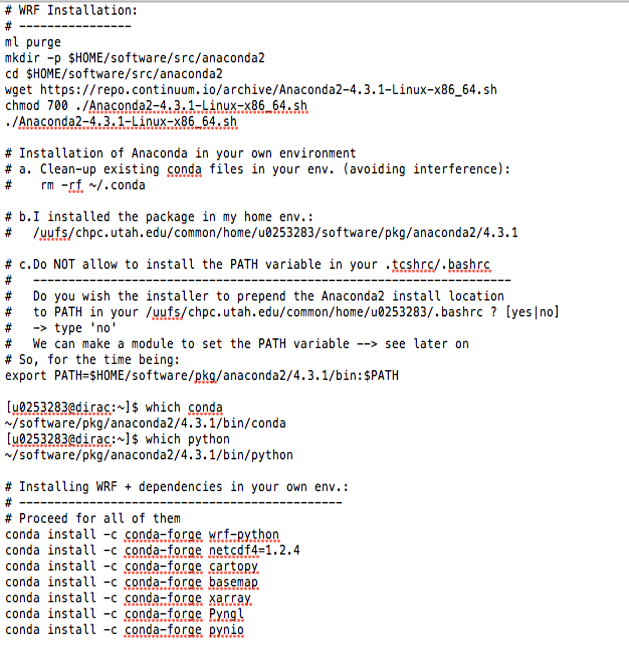 # WRF Installation:
# ----------------
ml purge
mkdir -p $HOME/software/src/anaconda2
cd $HOME/software/src/anaconda2
wget https://repo.continuum.io/archive/Anaconda2-4.3.1-Linux-x86_64.sh
chmod 700 ./Anaconda2-4.3.1-Linux-x86_64.sh
./Anaconda2-4.3.1-Linux-x86_64.sh
# Installation of Anaconda in your own environment
# a. Clean-up existing conda files in your env. (avoiding interference):
#    rm -rf ~/.conda
# b.I installed the package in my home env.:
#   /uufs/chpc.utah.edu/common/home/u0253283/software/pkg/anaconda2/4.3.1
# c.Do NOT allow to install the PATH variable in your .tcshrc/.bashrc
#   ---------------------------------------------------------------
#   Do you wish the installer to prepend the Anaconda2 install location
#   to PATH in your /uufs/chpc.utah.edu/common/home/u0253283/.bashrc ? [yes|no]
#   -> type 'no'
#   We can make a module to set the PATH variable --> see later on
# So, for the time being:
export PATH=$HOME/software/pkg/anaconda2/4.3.1/bin:$PATH
[u0253283@dirac:~]$ which conda
~/software/pkg/anaconda2/4.3.1/bin/conda
[u0253283@dirac:~]$ which python
~/software/pkg/anaconda2/4.3.1/bin/python
# Installing WRF + dependencies in your own env.:
# -----------------------------------------------
# Proceed for all of them
conda install -c conda-forge wrf-python
conda install -c conda-forge netcdf4=1.2.4
conda install -c conda-forge cartopy
conda install -c conda-forge basemap
conda install -c conda-forge xarray
conda install -c conda-forge Pyngl
conda install -c conda-forge pynio